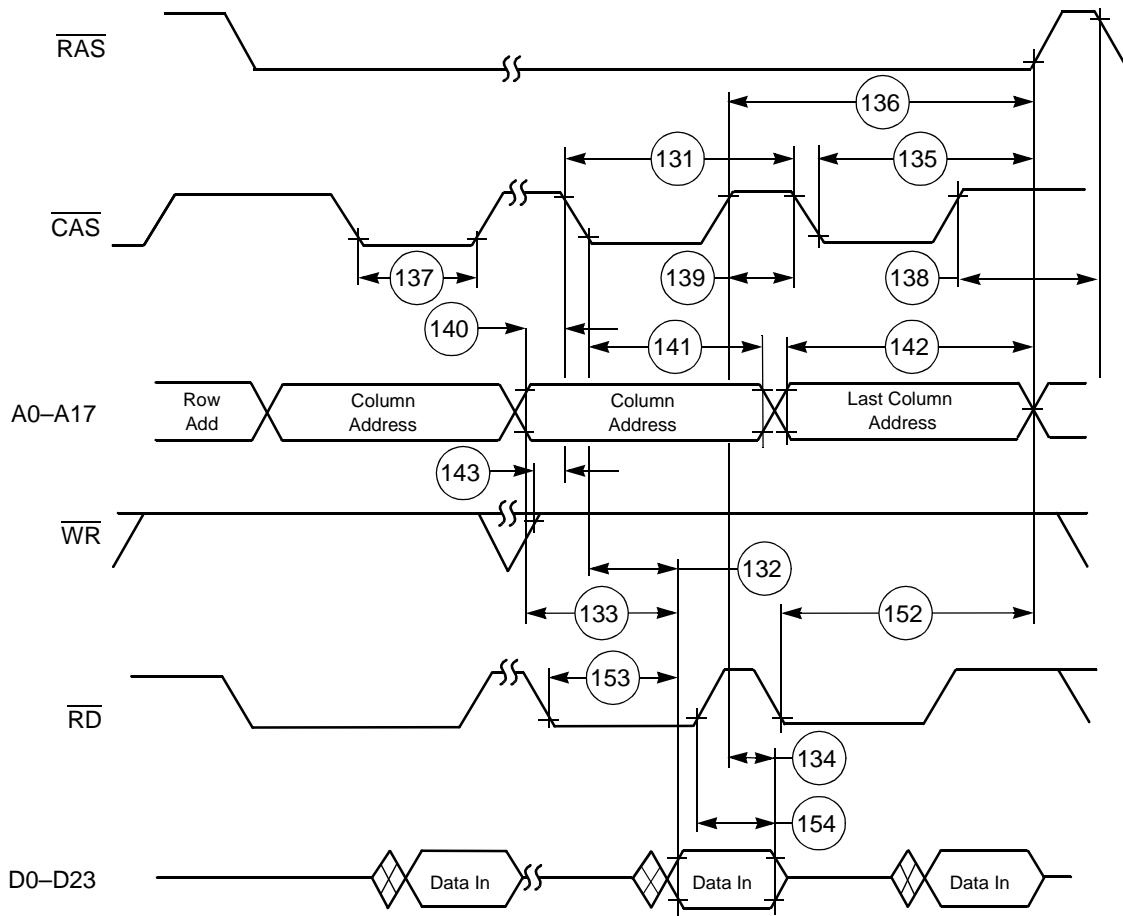 RAS
136
131
135
CAS
137
139
138
140
141
142
A0–A17
Row
Add
Column
Address
Column
Address
Last Column
Address
143
WR
132
133
152
153
RD
134
154
D0–D23
Data In
Data In
Data In